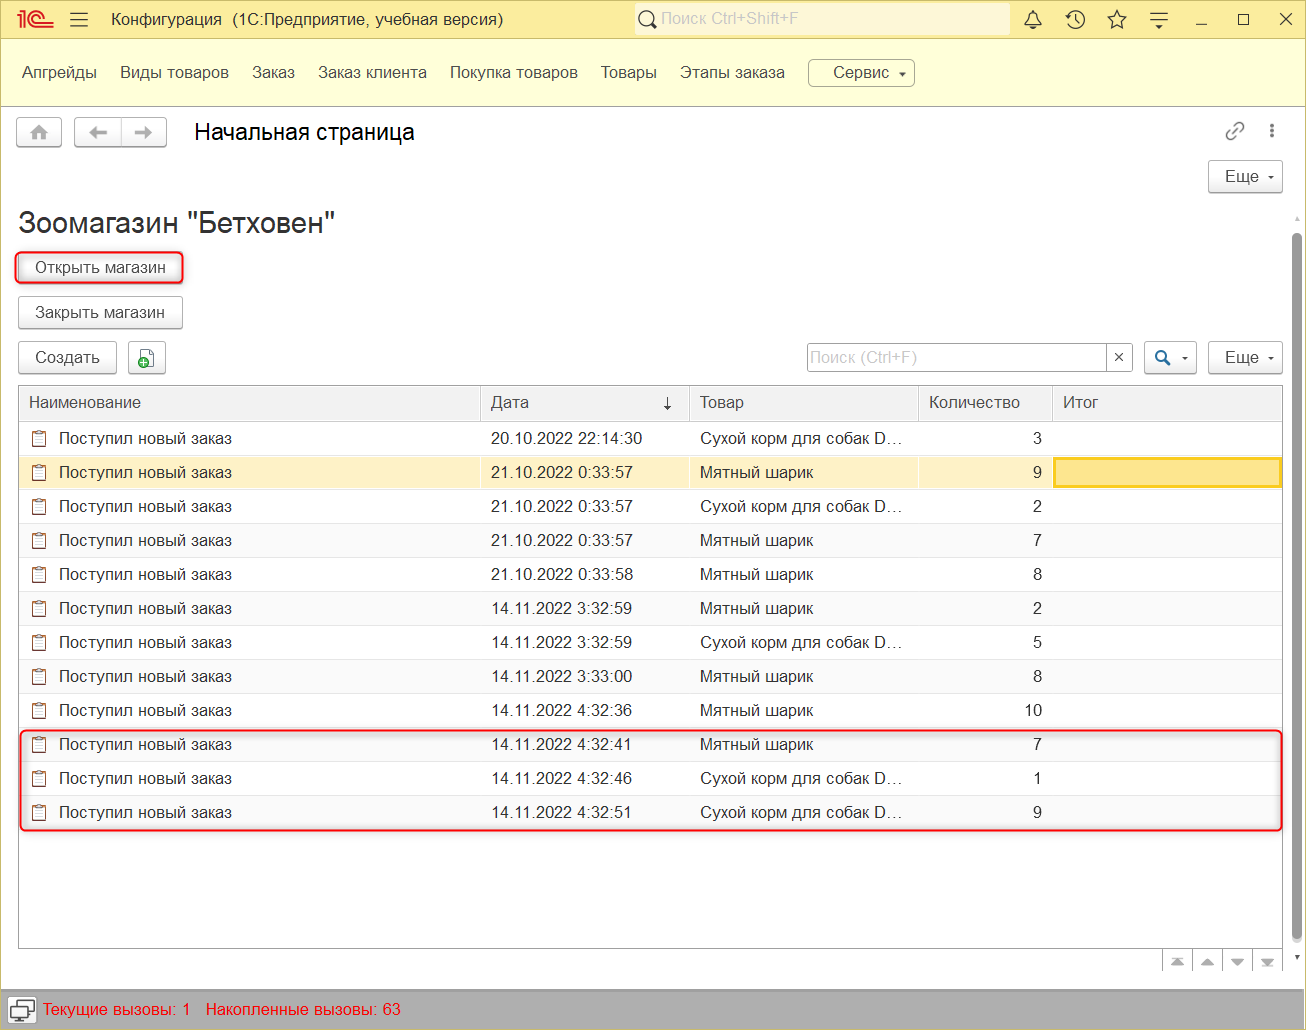 1С Конфигурация (1С:Предприятие, учебная версия) Поиск Ctrl+Shift+F
Апгрейды Виды товаров Заказ Заказ клиента Покупка товаров Товары Этапы заказа Сервис
Начальная страница
Еще
Зоомагазин "Бетховен"
Открыть магазин
Закрыть магазин
Создать Поиск (Ctrl+F) × Еще
Наименование Дата ↓ Товар Количество Итог
Поступил новый заказ 20.10.2022 22:14:30 Сухой корм для собак D... 3
Поступил новый заказ 21.10.2022 0:33:57 Мятный шарик 9
Поступил новый заказ 21.10.2022 0:33:57 Сухой корм для собак D... 2
Поступил новый заказ 21.10.2022 0:33:57 Мятный шарик 7
Поступил новый заказ 21.10.2022 0:33:58 Мятный шарик 8
Поступил новый заказ 14.11.2022 3:32:59 Мятный шарик 2
Поступил новый заказ 14.11.2022 3:32:59 Сухой корм для собак D... 5
Поступил новый заказ 14.11.2022 3:33:00 Мятный шарик 8
Поступил новый заказ 14.11.2022 4:32:36 Мятный шарик 10
Поступил новый заказ 14.11.2022 4:32:41 Мятный шарик 7
Поступил новый заказ 14.11.2022 4:32:46 Сухой корм для собак D... 1
Поступил новый заказ 14.11.2022 4:32:51 Сухой корм для собак D... 9
Текущие вызовы: 1 Накопленные вызовы: 63